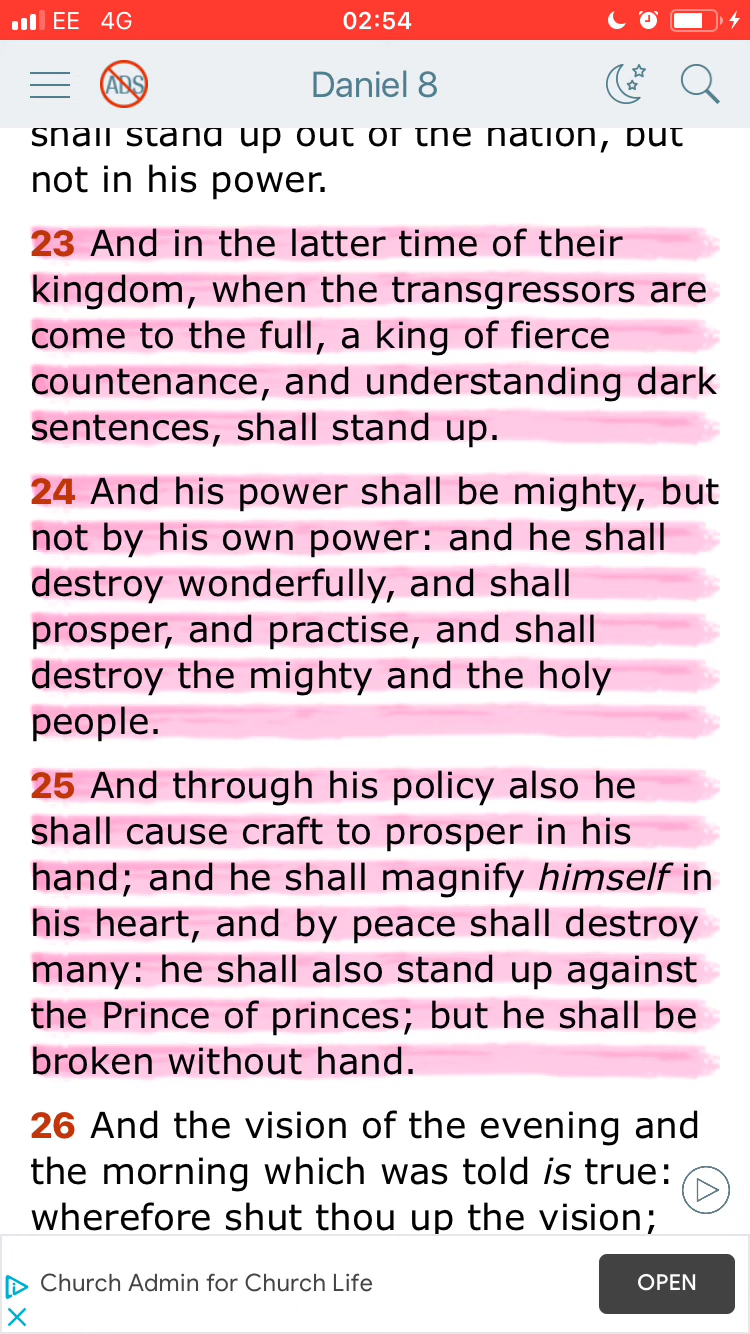 EE 4G 02:54
ADS Daniel 8
shall stand up out of the nation, but
not in his power.
23 And in the latter time of their
kingdom, when the transgressors are
come to the full, a king of fierce
countenance, and understanding dark
sentences, shall stand up.
24 And his power shall be mighty, but
not by his own power: and he shall
destroy wonderfully, and shall
prosper, and practise, and shall
destroy the mighty and the holy
people.
25 And through his policy also he
shall cause craft to prosper in his
hand; and he shall magnify himself in
his heart, and by peace shall destroy
many: he shall also stand up against
the Prince of princes; but he shall be
broken without hand.
26 And the vision of the evening and
the morning which was told is true:
wherefore shut thou up the vision;
Church Admin for Church Life OPEN